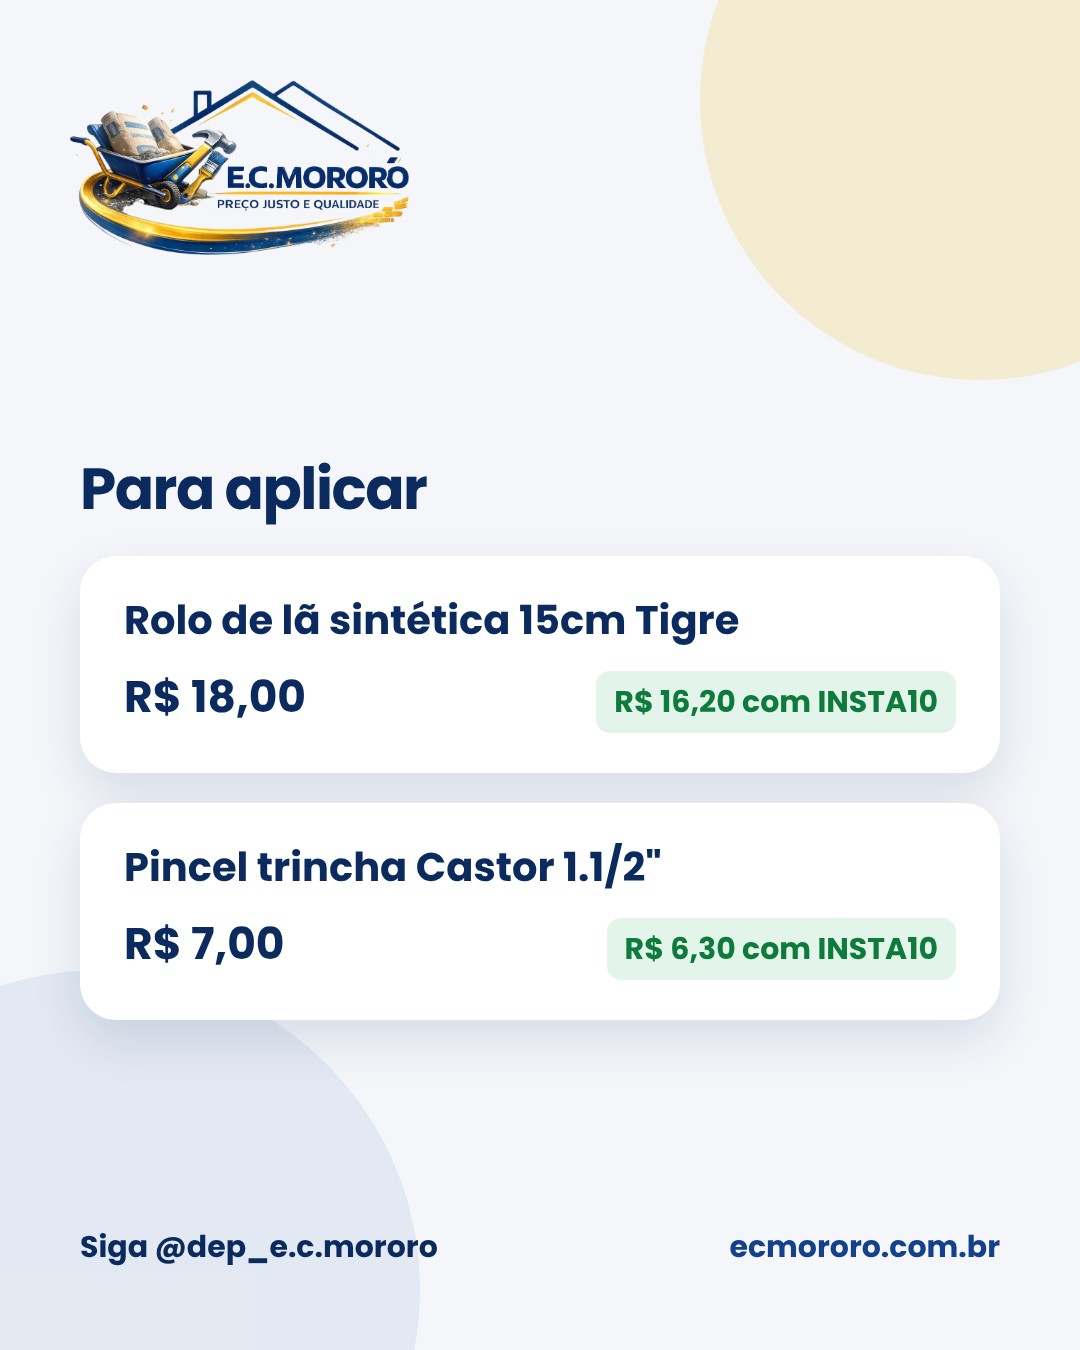 E.C.MORORÓ
PREÇO JUSTO E QUALIDADE
Para aplicar
Rolo de lã sintética 15cm Tigre
R$ 18,00
R$ 16,20 com INSTA10
Pincel trincha Castor 1.1/2"
R$ 7,00
R$ 6,30 com INSTA10
Siga @dep_e.c.mororo
ecmororo.com.br